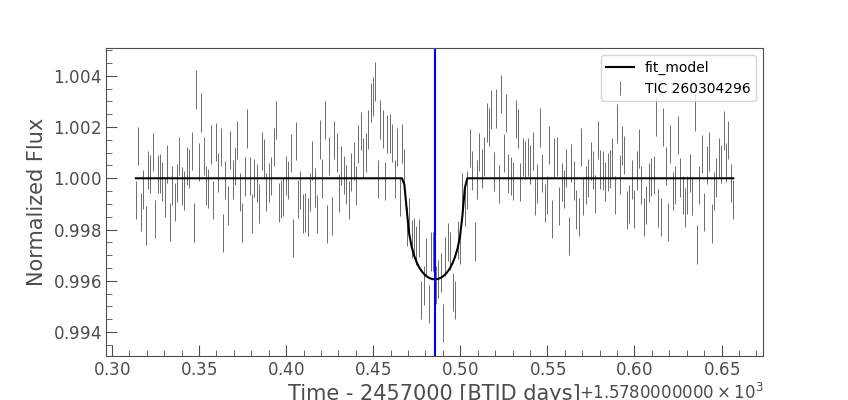 fit_model
TIC 260304296
Normalized Flux
1.004
1.002
1.000
0.998
0.996
0.994
0.30 0.35 0.40 0.45 0.50 0.55 0.60 0.65
Time - 2457000 [BTJD days]
+1.5780000000 × 10³